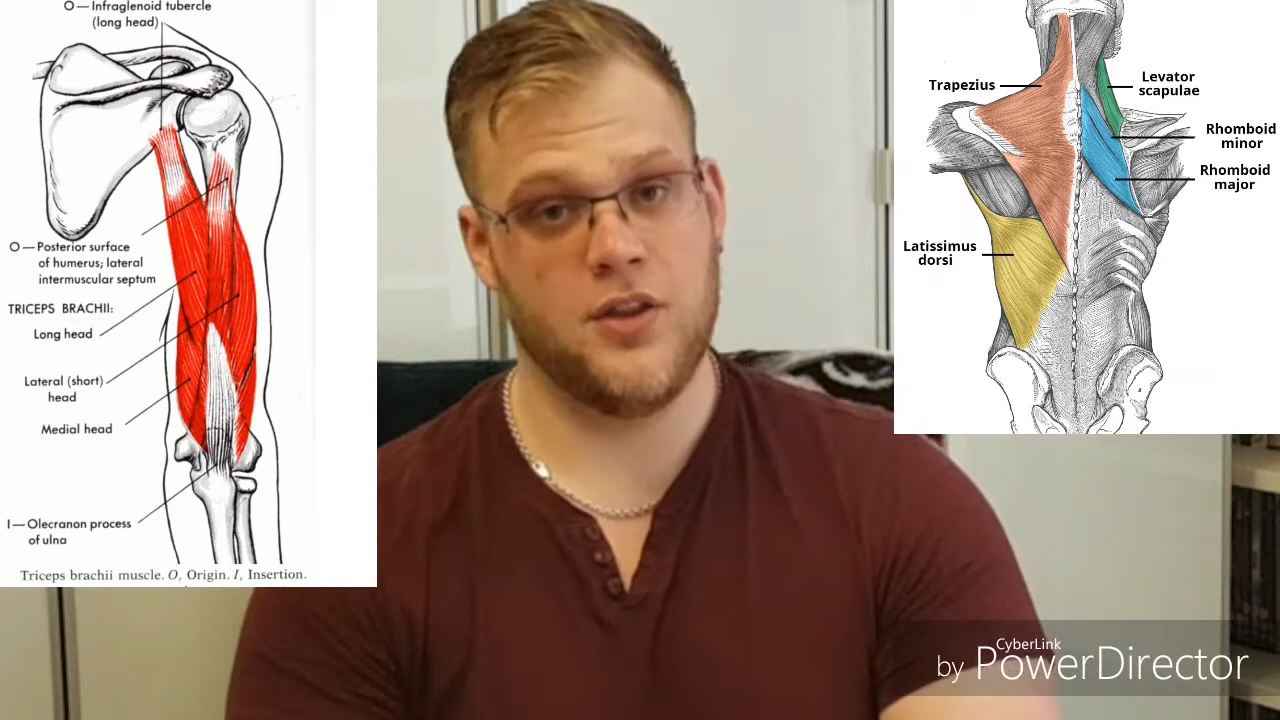 O — Infraglenoid tubercle
(long head)
O — Posterior surface
of humerus; lateral
intermuscular septum
TRICEPS BRACHII:
Long head
Lateral (short)
head
Medial head
I — Olecranon process
of ulna
Triceps brachii muscle. O, Origin. I, Insertion.
Trapezius
Levator
scapulae
Rhomboid
minor
Rhomboid
major
Latissimus
dorsi
CyberLink
by PowerDirector